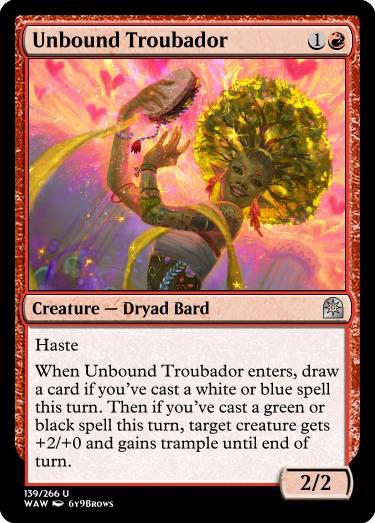 Unbound Troubador 1
Creature — Dryad Bard
Haste
When Unbound Troubador enters, draw
a card if you've cast a white or blue spell
this turn. Then if you've cast a green or
black spell this turn, target creature gets
+2/+0 and gains trample until end of
turn.
2/2
139/266 U
WAW 6y9Brows